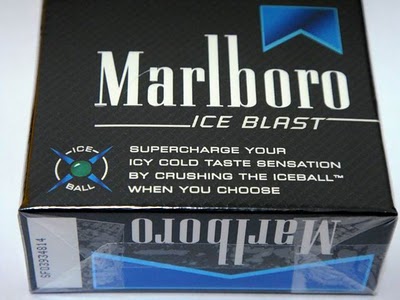 Marlboro
ICE BLAST
ICE
BALL
SUPERCHARGE YOUR
ICY COLD TASTE SENSATION
BY CRUSHING THE ICEBALL™
WHEN YOU CHOOSE
Marlboro
SF03934814